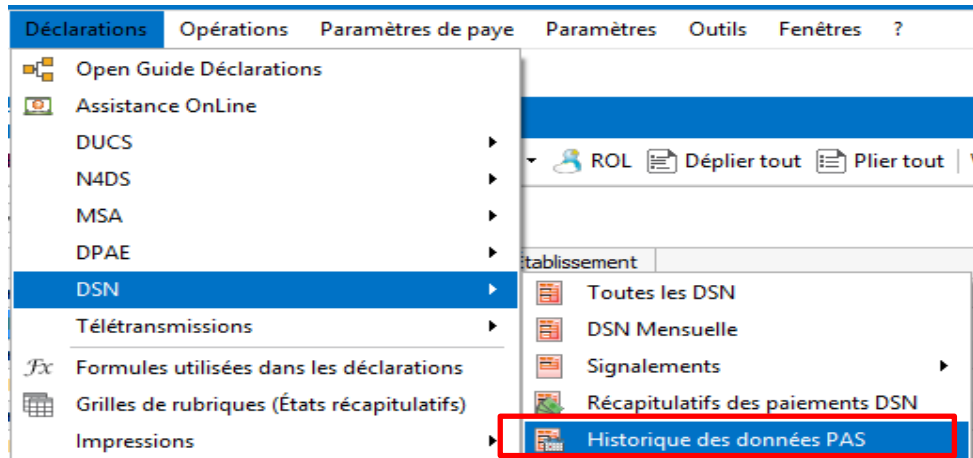 Déclarations Opérations Paramètres de paye Paramètres Outils Fenêtres ?
Open Guide Déclarations
Assistance OnLine
DUCS
ROL Déplier tout Plier tout
N4DS
MSA
DPAE
Etablissement
DSN
Toutes les DSN
Télétransmissions
DSN Mensuelle
Fx Formules utilisées dans les déclarations
Signalements
Grilles de rubriques (États récapitulatifs)
Récapitulatifs des paiements DSN
Impressions
Historique des données PAS